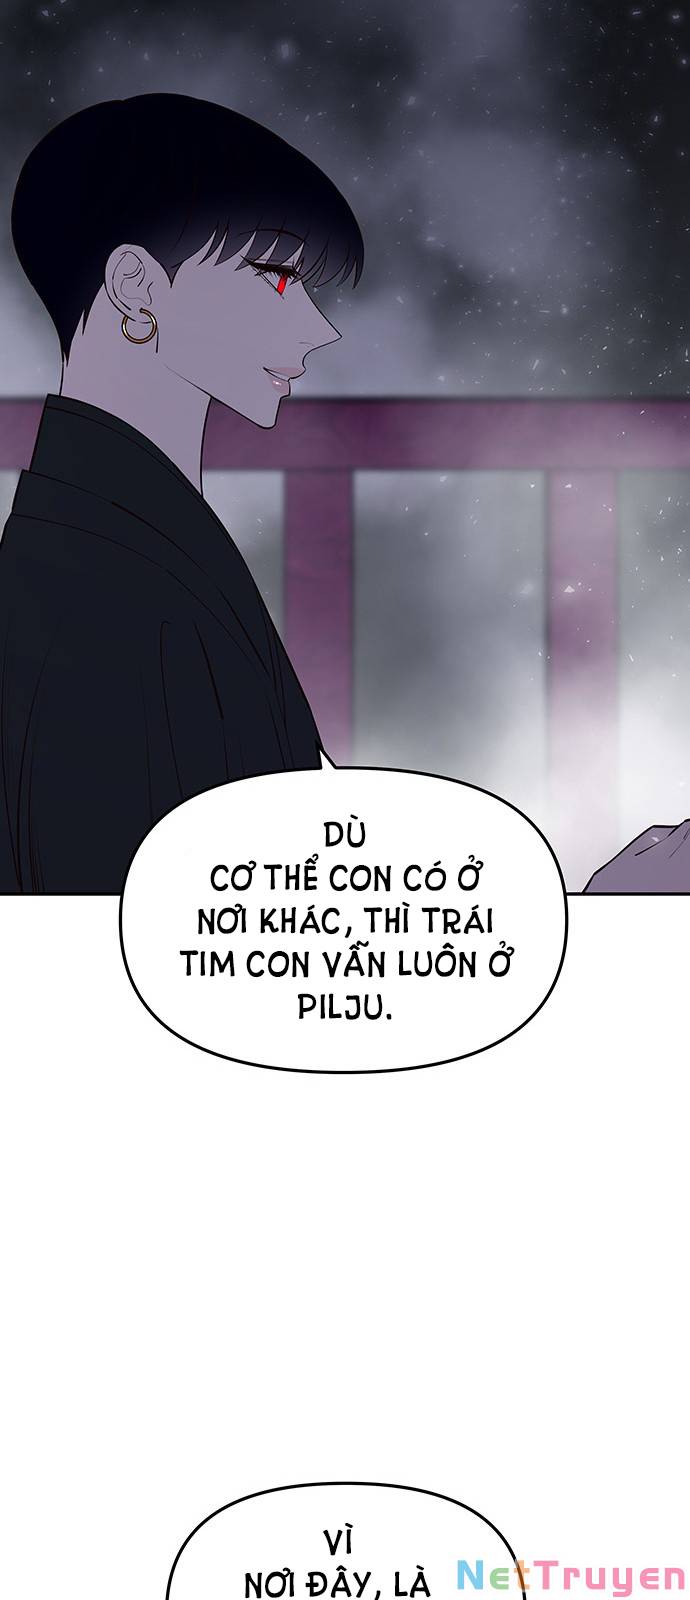 DÙ
CƠ THỂ CON CÓ Ở
NƠI KHÁC, THÌ TRÁI
TIM CON VẪN LUÔN Ở
PILJU.
VÌ
NƠI ĐÂY, LÀ
NetTruyen